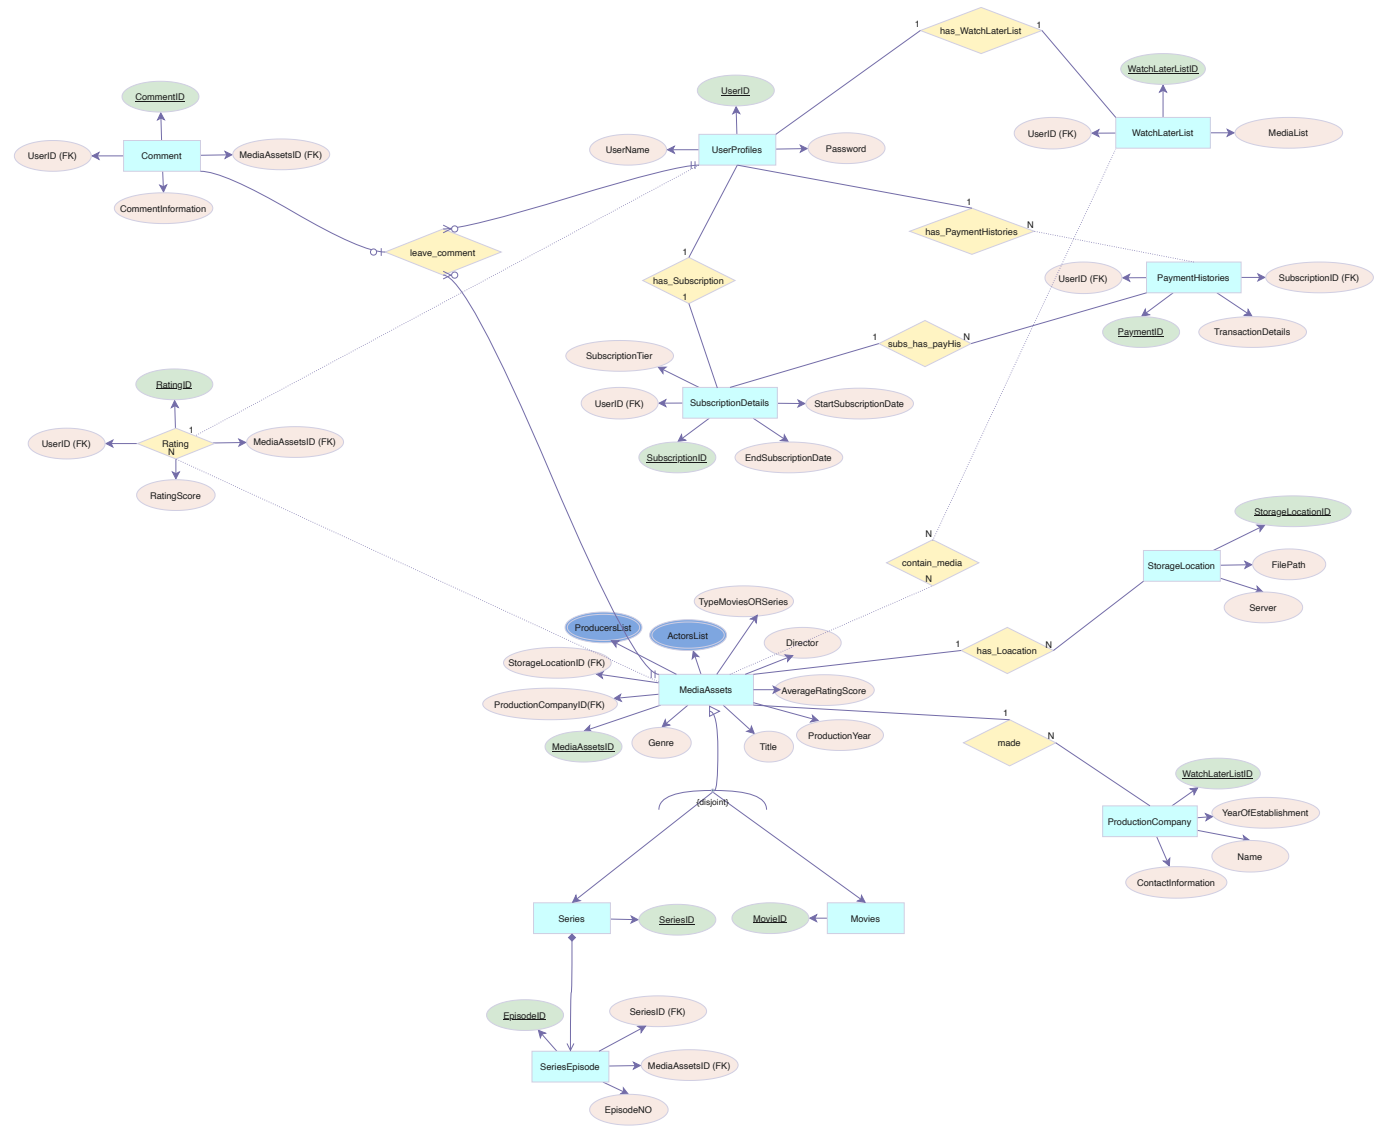 1
has_WatchLaterList
1
WatchLaterListID
UserID (FK)
WatchLaterList
MediaList
CommentID
UserID (FK)
Comment
MediaAssetsID (FK)
CommentInformation
UserID
UserName
UserProfiles
Password
leave_comment
1
has_PaymentHistories
N
1
has_Subscription
1
UserID (FK)
PaymentHistories
SubscriptionID (FK)
PaymentID
TransactionDetails
1
subs_has_payHis
N
SubscriptionTier
UserID (FK)
SubscriptionDetails
StartSubscriptionDate
SubscriptionID
EndSubscriptionDate
RatingID
1
UserID (FK)
Rating
N
MediaAssetsID (FK)
RatingScore
N
contain_media
N
StorageLocationID
StorageLocation
FilePath
Server
TypeMoviesORSeries
ProducersList
ActorsList
Director
StorageLocationID (FK)
1
has_Loacation
N
MediaAssets
AverageRatingScore
ProductionCompanyID(FK)
MediaAssetsID
Genre
Title
ProductionYear
1
made
N
WatchLaterListID
ProductionCompany
YearOfEstablishment
Name
ContactInformation
{disjoint}
Series
SeriesID
MovieID
Movies
EpisodeID
SeriesID (FK)
SeriesEpisode
MediaAssetsID (FK)
EpisodeNO